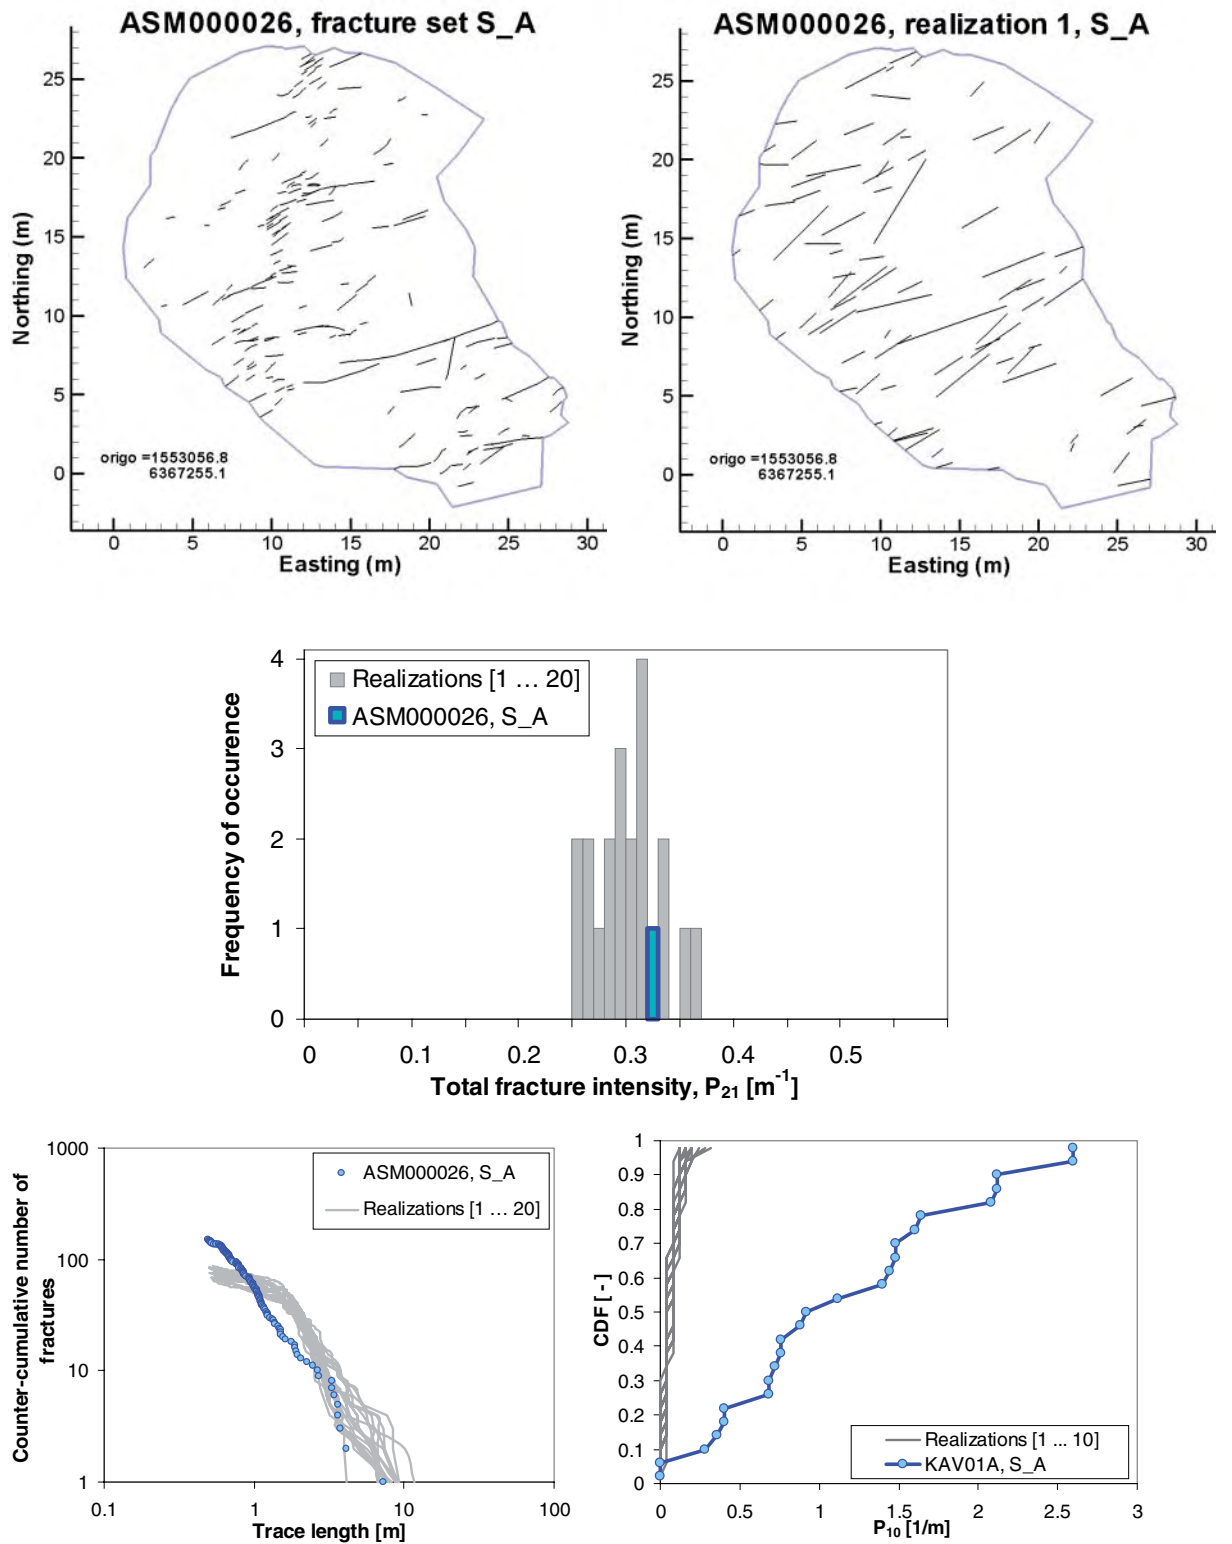 ASM000026, fracture set S_A
25
20
15
10
5
0
Northing (m)
origo =1553056.8
6367255.1
0 5 10 15 20 25 30
Easting (m)
ASM000026, realization 1, S_A
25
20
15
10
5
0
Northing (m)
origo =1553056.8
6367255.1
0 5 10 15 20 25 30
Easting (m)
4
3
2
1
0
Frequency of occurence
Realizations [1 … 20]
ASM000026, S_A
0 0.1 0.2 0.3 0.4 0.5
Total fracture intensity, P21 [m-1]
1000
100
10
1
Counter-cumulative number of
fractures
ASM000026, S_A
Realizations [1 … 20]
0.1 1 10 100
Trace length [m]
1
0.9
0.8
0.7
0.6
0.5
0.4
0.3
0.2
0.1
0
CDF [ - ]
Realizations [1 ... 10]
KAV01A, S_A
0 0.5 1 1.5 2 2.5 3
P10 [1/m]